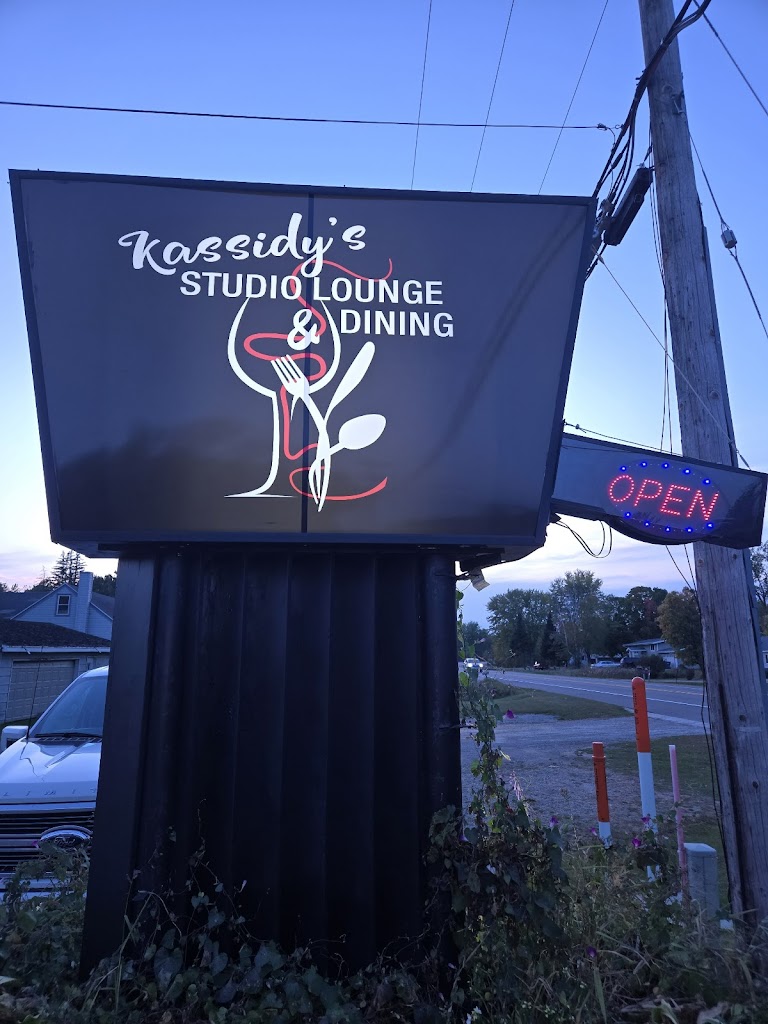 Kassidy's
STUDIO LOUNGE
& DINING
OPEN